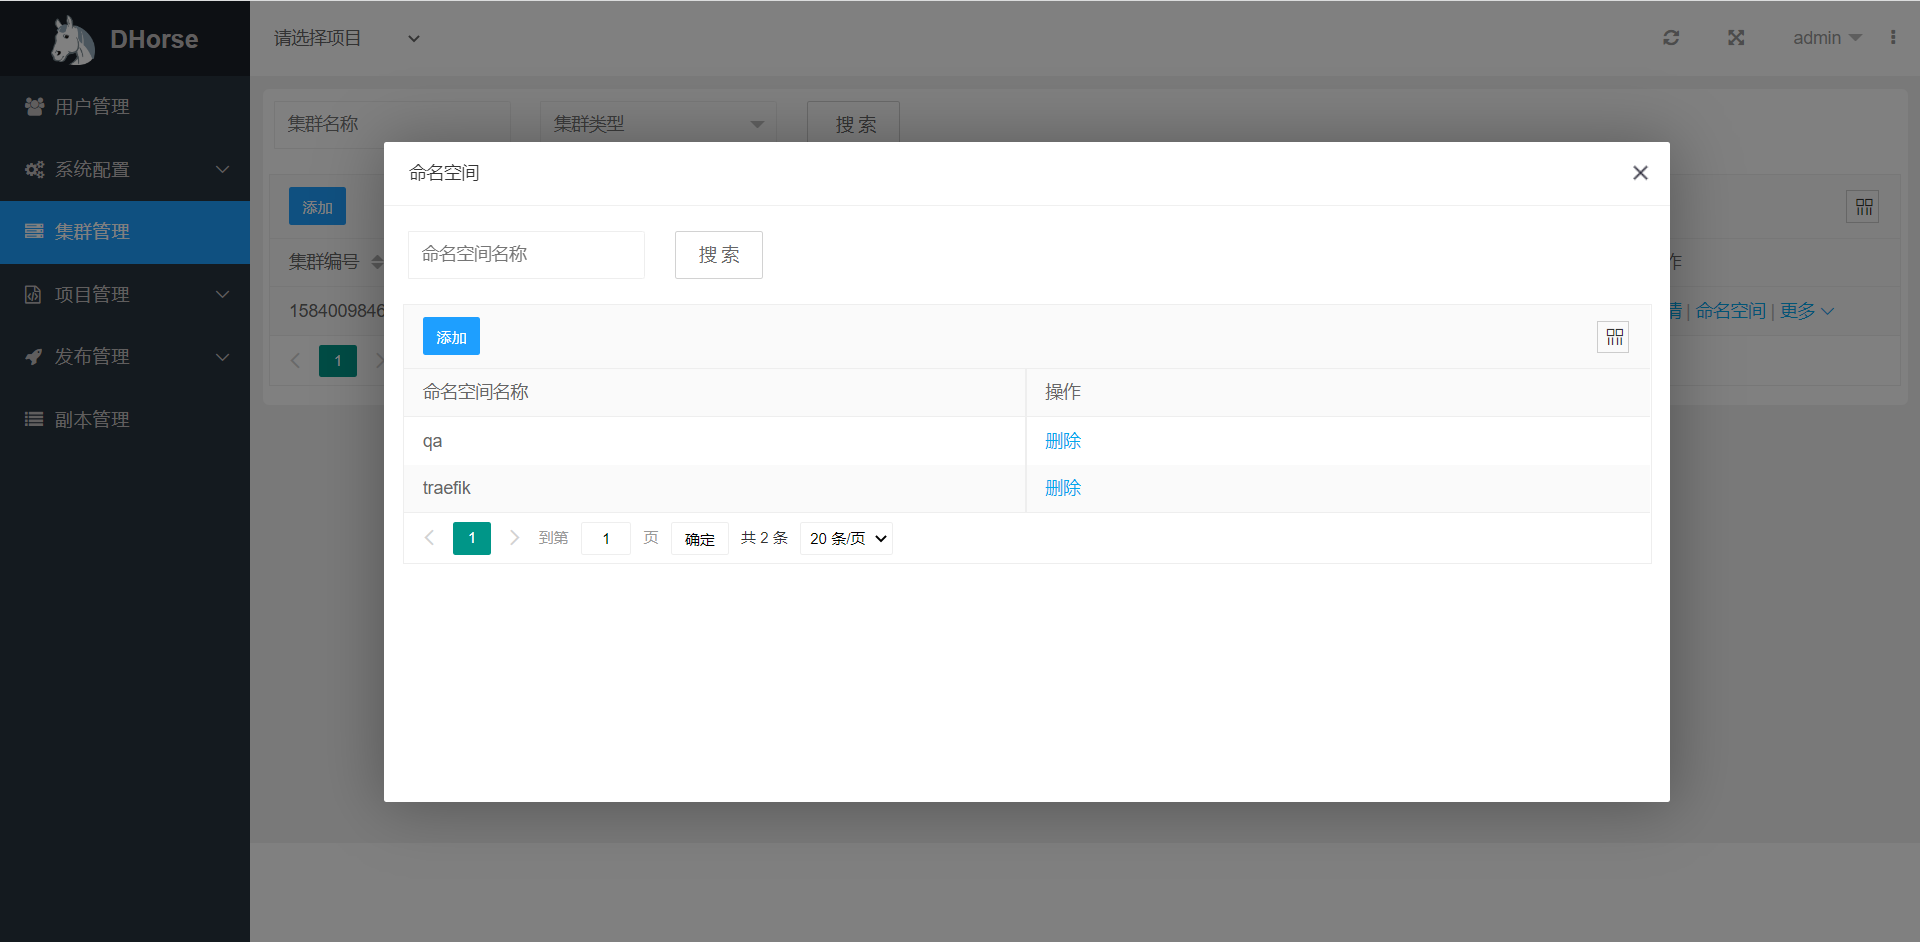 DHorse
请选择项目
admin
用户管理
系统配置
集群管理
项目管理
发布管理
副本管理
集群名称
集群类型
搜 索
添加
集群编号
作
1584009846
情 | 命名空间 | 更多
1
命名空间
命名空间名称
搜 索
添加
命名空间名称 操作
qa 删除
traefik 删除
1 到第 1 页 确定 共 2 条 20 条/页